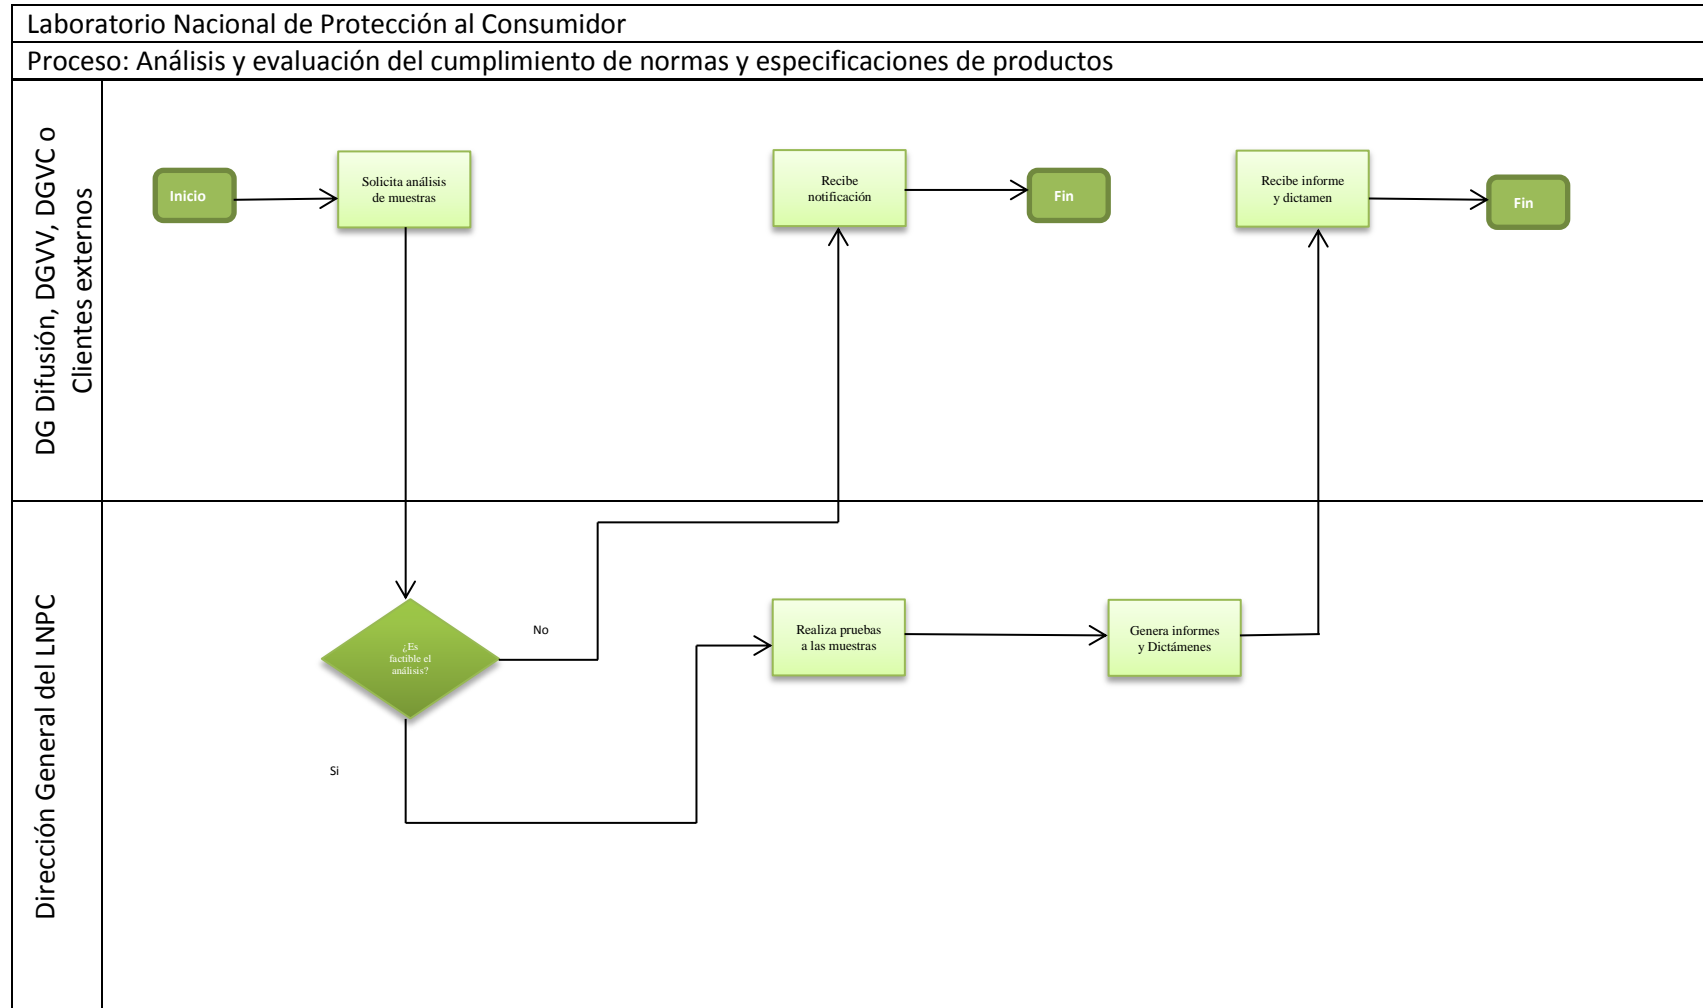 Laboratorio Nacional de Protección al Consumidor
Proceso: Análisis y evaluación del cumplimiento de normas y especificaciones de productos
DG Difusión, DGVV, DGVC o
Clientes externos
Inicio
Solicita análisis
de muestras
Recibe
notificación
Fin
Recibe informe
y dictamen
Fin
Dirección General del LNPC
¿Es
factible el
análisis?
No
Si
Realiza pruebas
a las muestras
Genera informes
y Dictámenes